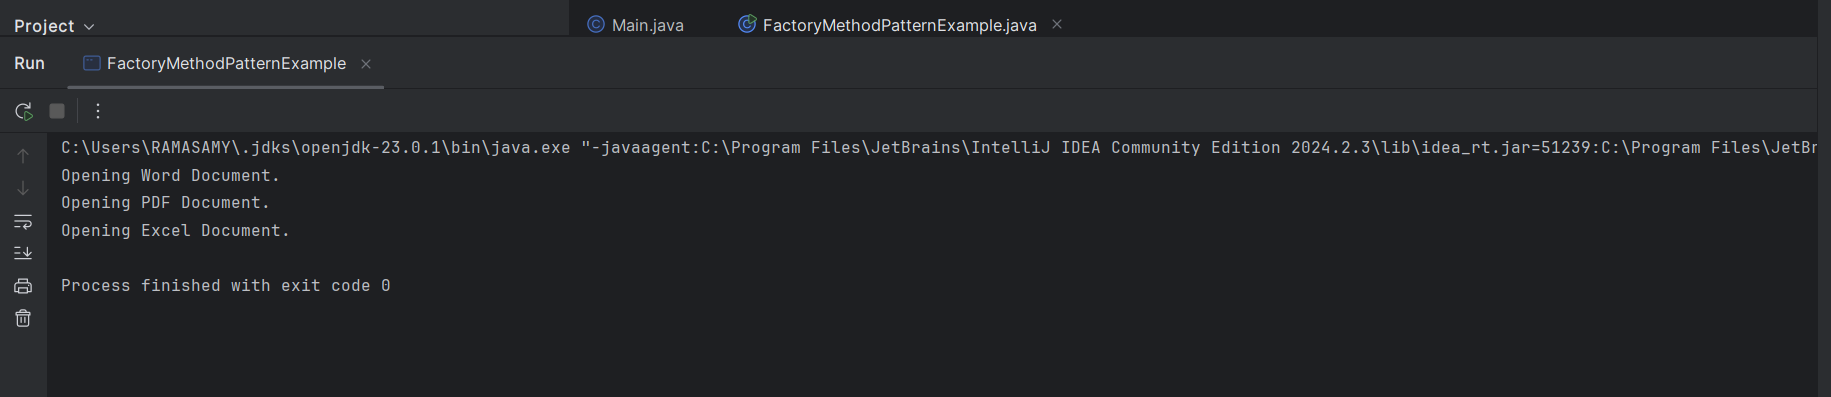 Project
Main.java
FactoryMethodPatternExample.java
Run
FactoryMethodPatternExample
C:\Users\RAMASAMY\.jdks\openjdk-23.0.1\bin\java.exe "-javaagent:C:\Program Files\JetBrains\IntelliJ IDEA Community Edition 2024.2.3\lib\idea_rt.jar=51239:C:\Program Files\JetBr
Opening Word Document.
Opening PDF Document.
Opening Excel Document.
Process finished with exit code 0